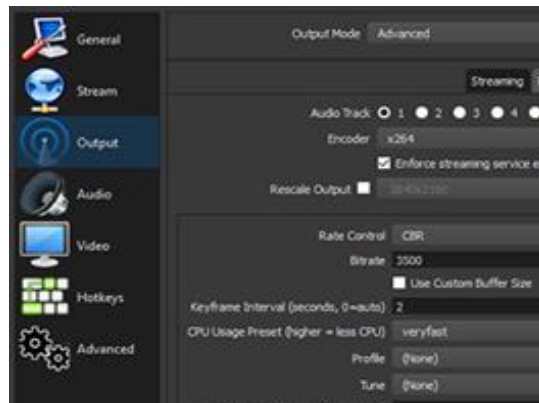 General
Stream
Output
Audio
Video
Hotkeys
Advanced
Output Mode Advanced
Streaming
Audio Track 1 2 3 4
Encoder x264
Enforce streaming service e
Rescale Output 3840x2160
Rate Control CBR
Bitrate 3500
Use Custom Buffer Size
Keyframe Interval (seconds, 0=auto) 2
CPU Usage Preset (higher = less CPU) veryfast
Profile (None)
Tune (None)